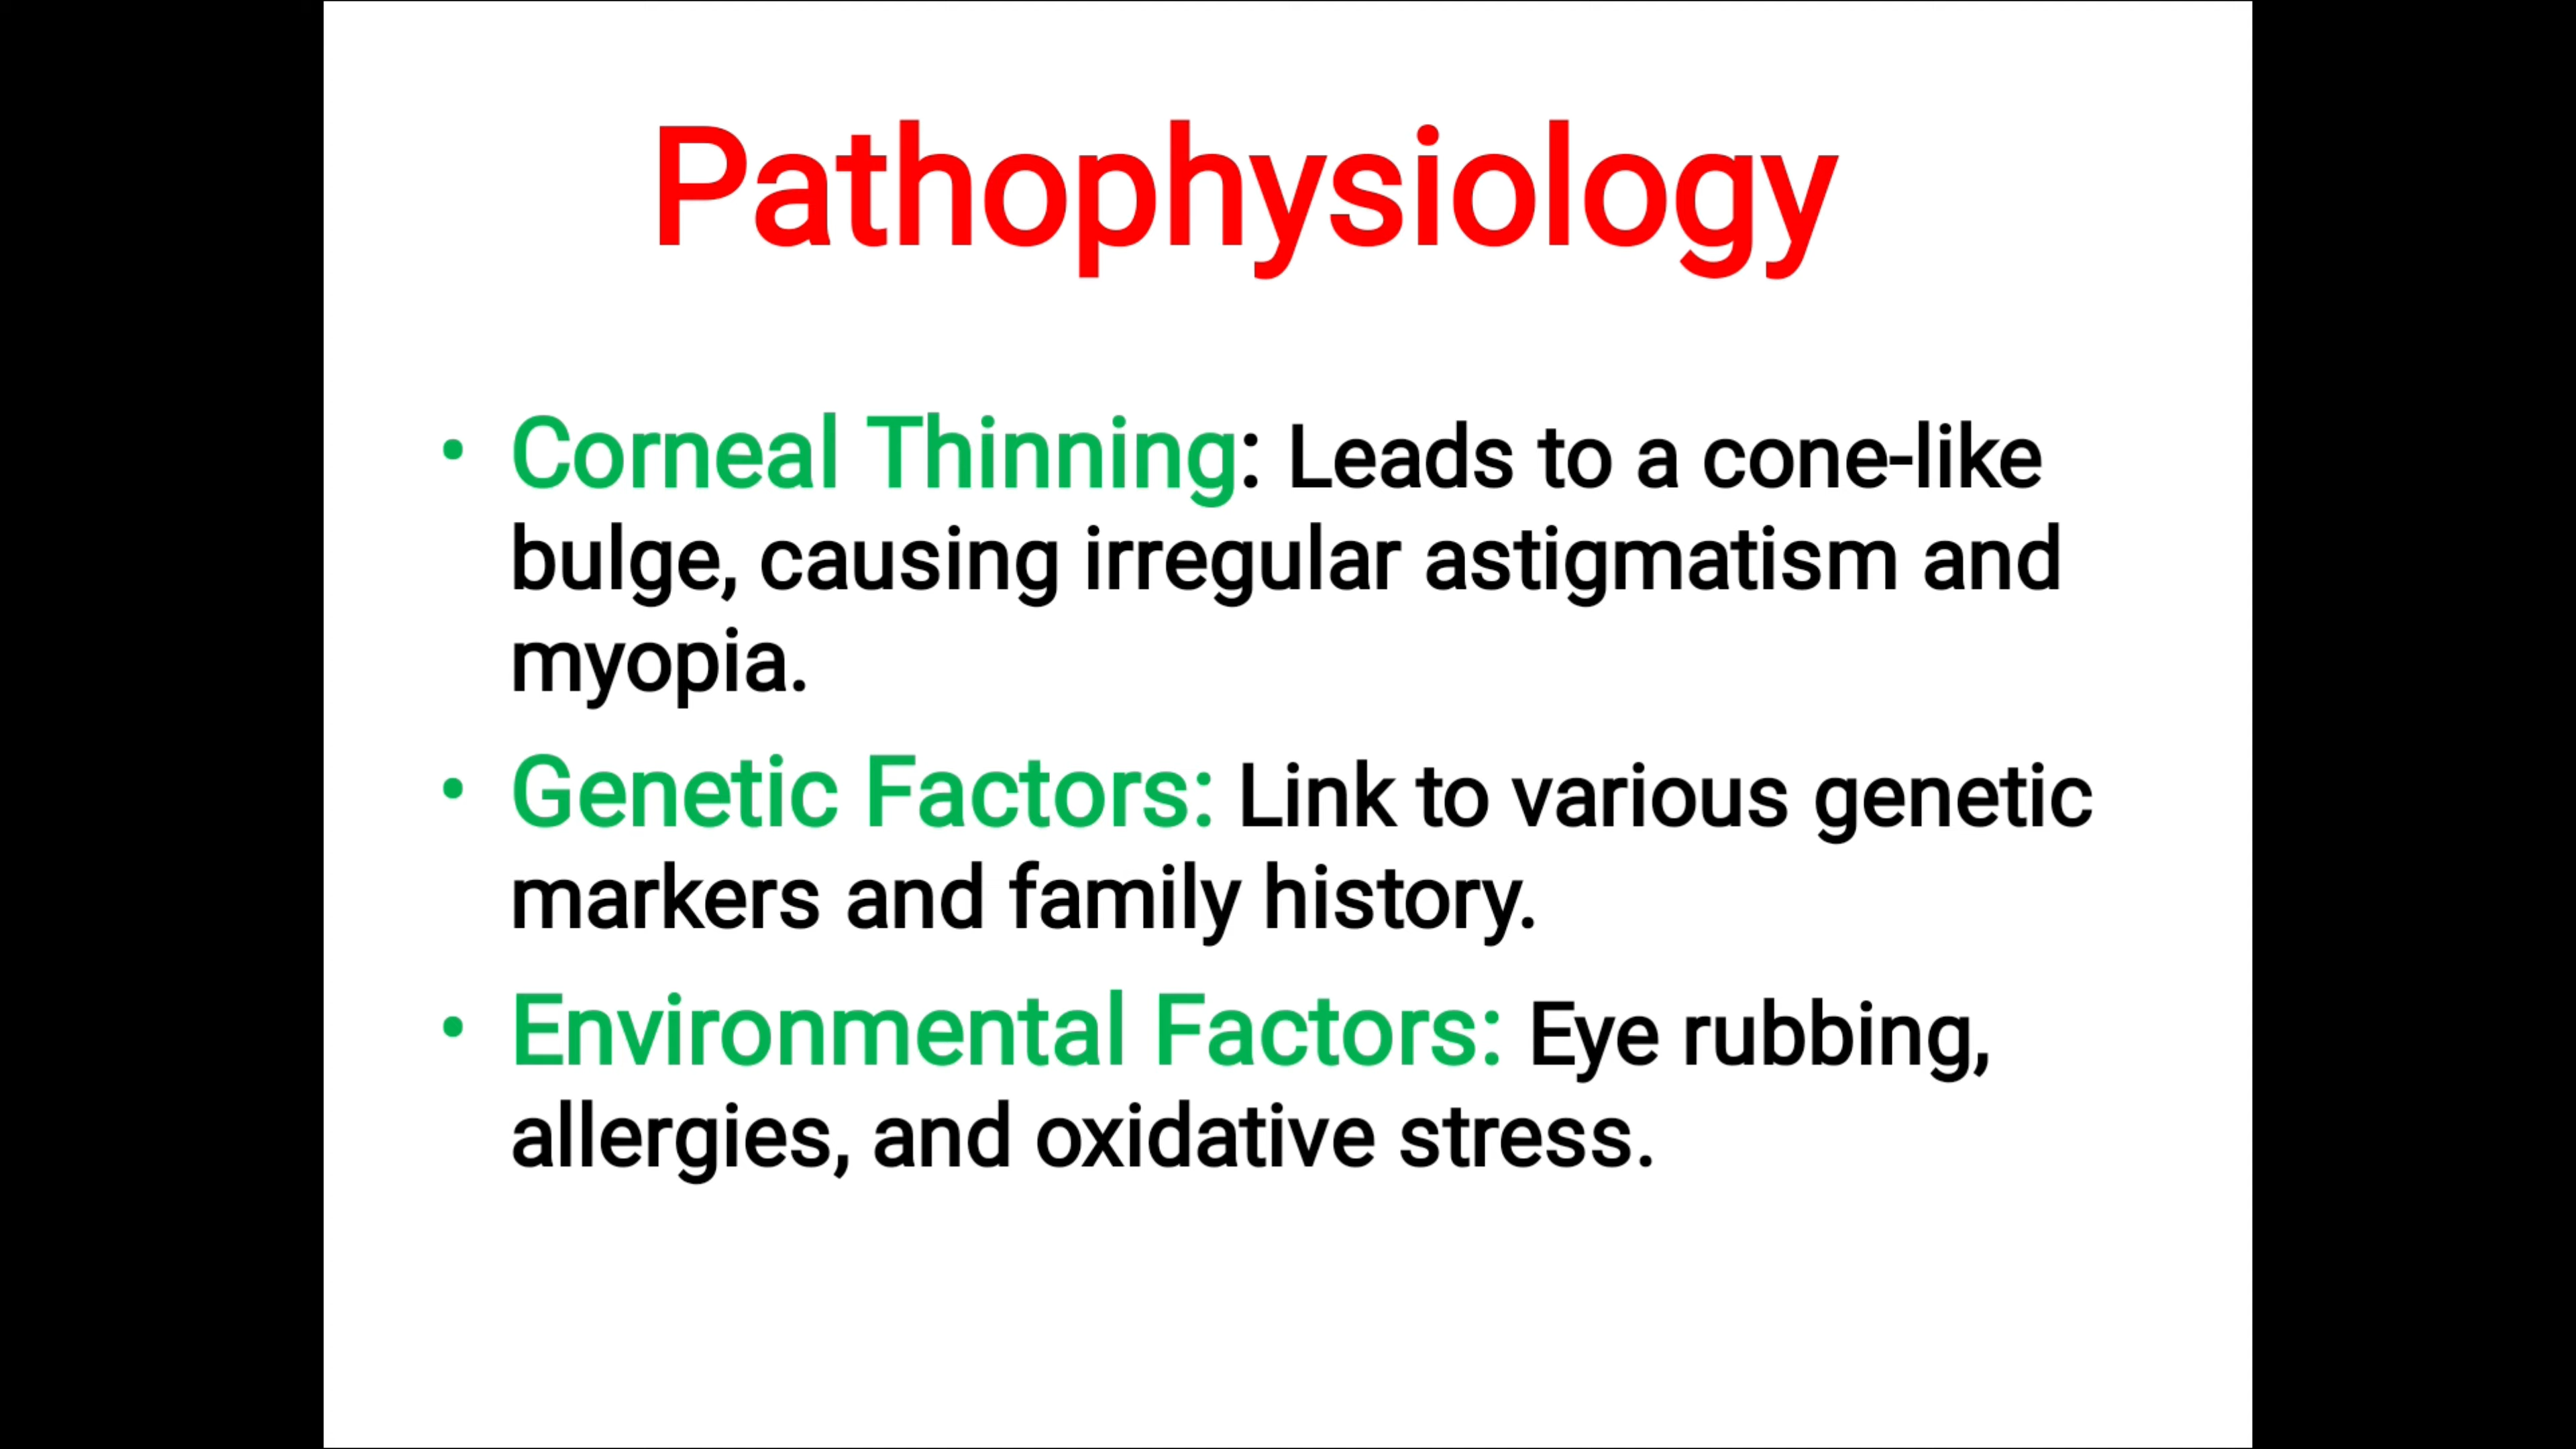 Pathophysiology
• Corneal Thinning: Leads to a cone-like
bulge, causing irregular astigmatism and
myopia.
• Genetic Factors: Link to various genetic
markers and family history.
• Environmental Factors: Eye rubbing,
allergies, and oxidative stress.